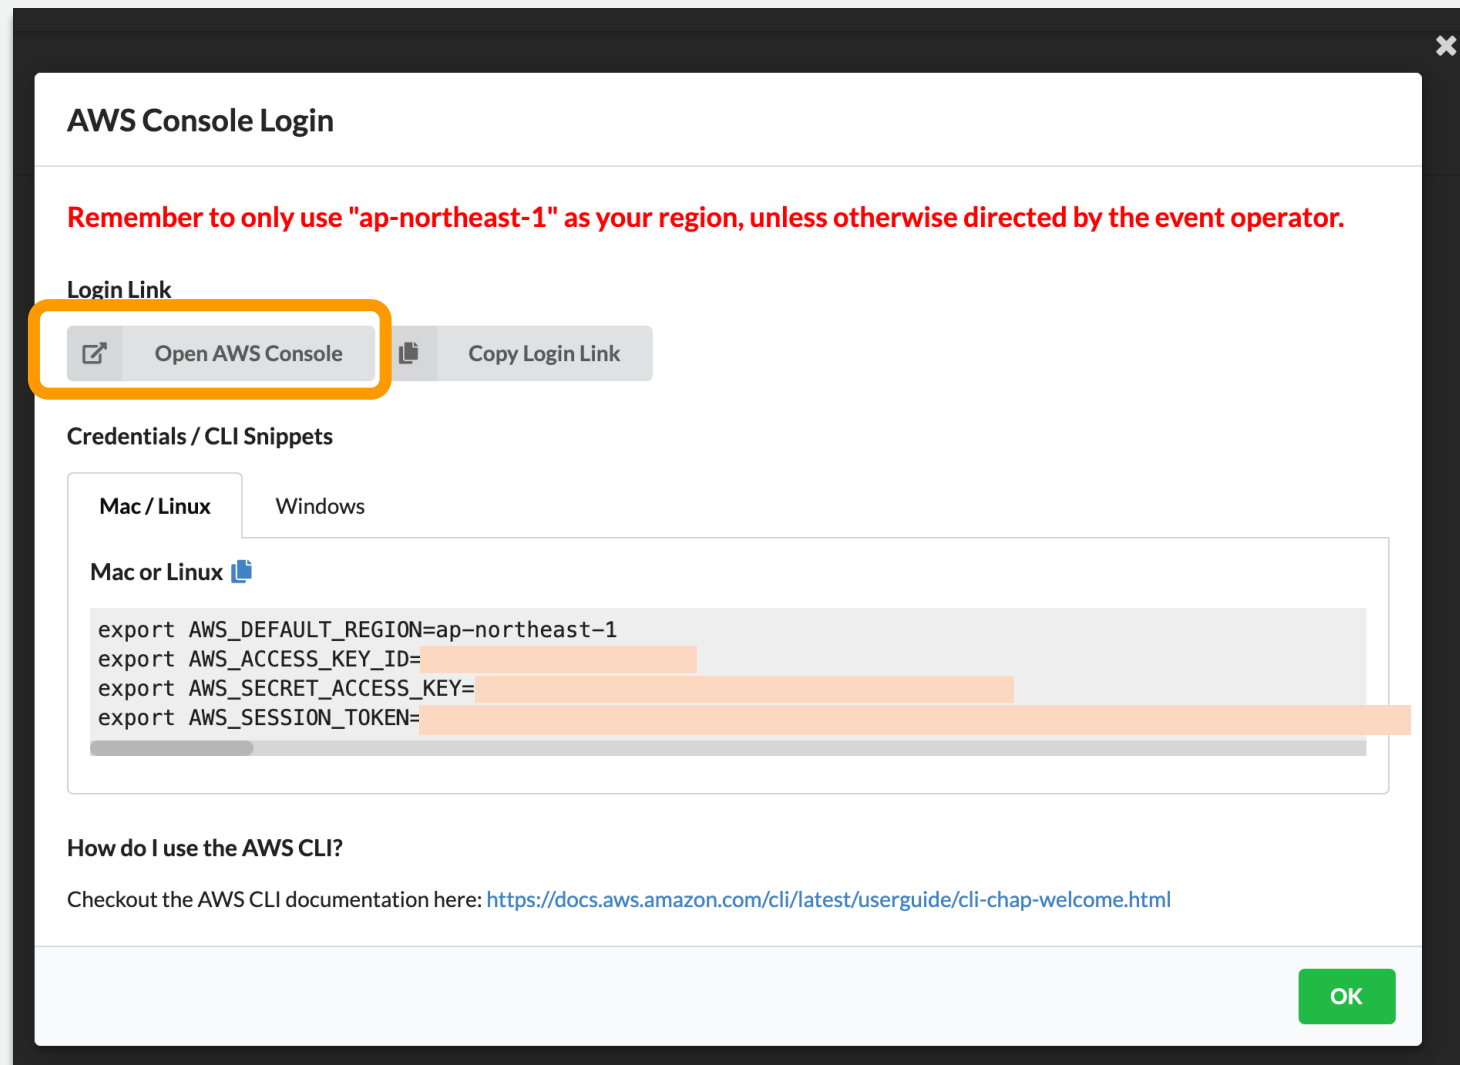 AWS Console Login
Remember to only use "ap-northeast-1" as your region, unless otherwise directed by the event operator.
Login Link
Open AWS Console
Copy Login Link
Credentials / CLI Snippets
Mac / Linux
Windows
Mac or Linux
export AWS_DEFAULT_REGION=ap-northeast-1
export AWS_ACCESS_KEY_ID=
export AWS_SECRET_ACCESS_KEY=
export AWS_SESSION_TOKEN=
How do I use the AWS CLI?
Checkout the AWS CLI documentation here: https://docs.aws.amazon.com/cli/latest/userguide/cli-chap-welcome.html
OK